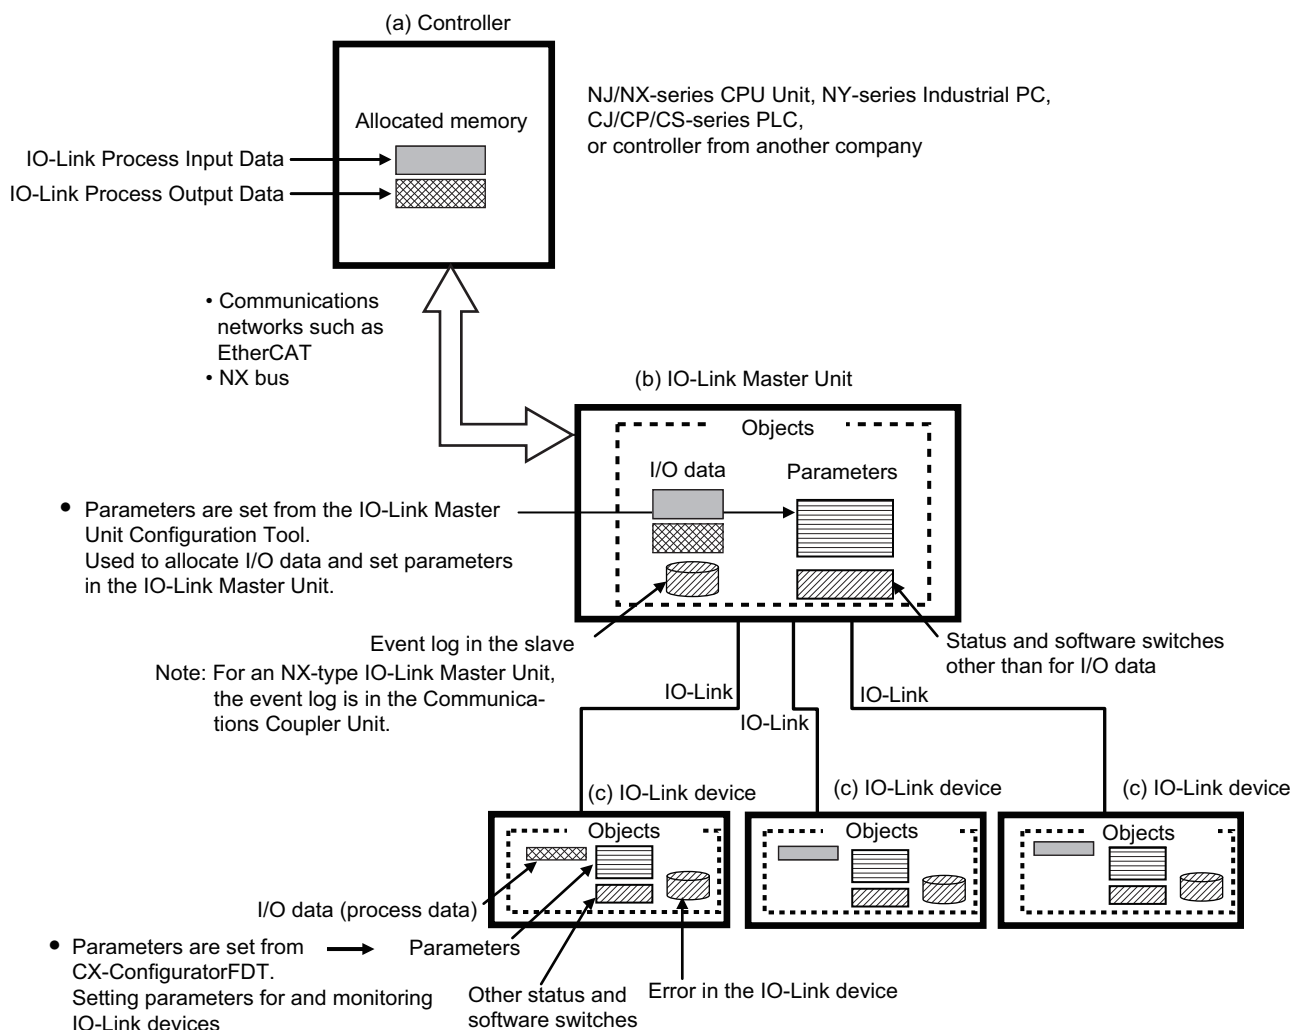 (a) Controller
NJ/NX-series CPU Unit, NY-series Industrial PC,
CJ/CP/CS-series PLC,
or controller from another company
Allocated memory
IO-Link Process Input Data
IO-Link Process Output Data
• Communications
networks such as
EtherCAT
• NX bus
(b) IO-Link Master Unit
Objects
I/O data
Parameters
• Parameters are set from the IO-Link Master
Unit Configuration Tool.
Used to allocate I/O data and set parameters
in the IO-Link Master Unit.
Event log in the slave
Note: For an NX-type IO-Link Master Unit,
the event log is in the Communica-
tions Coupler Unit.
Status and software switches
other than for I/O data
IO-Link
IO-Link
IO-Link
(c) IO-Link device
(c) IO-Link device
(c) IO-Link device
Objects
Objects
Objects
I/O data (process data)
• Parameters are set from
CX-ConfiguratorFDT.
Setting parameters for and monitoring
IO-Link devices
Parameters
Other status and
software switches
Error in the IO-Link device